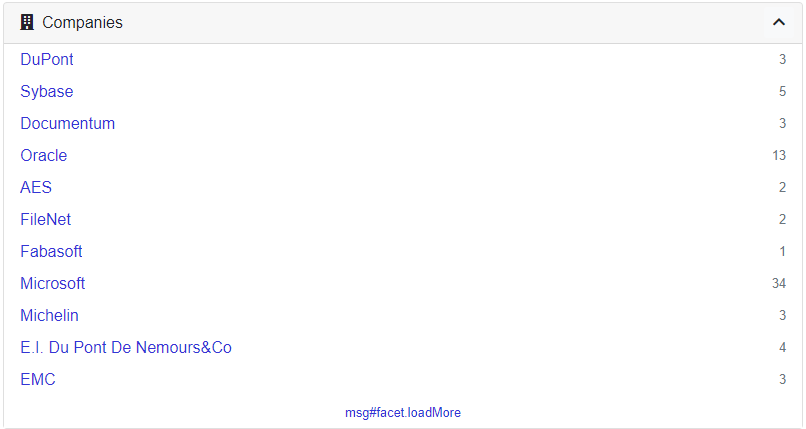 Companies
DuPont 3
Sybase 5
Documentum 3
Oracle 13
AES 2
FileNet 2
Fabasoft 1
Microsoft 34
Michelin 3
E.I. Du Pont De Nemours&Co 4
EMC 3
msg#facet.loadMore